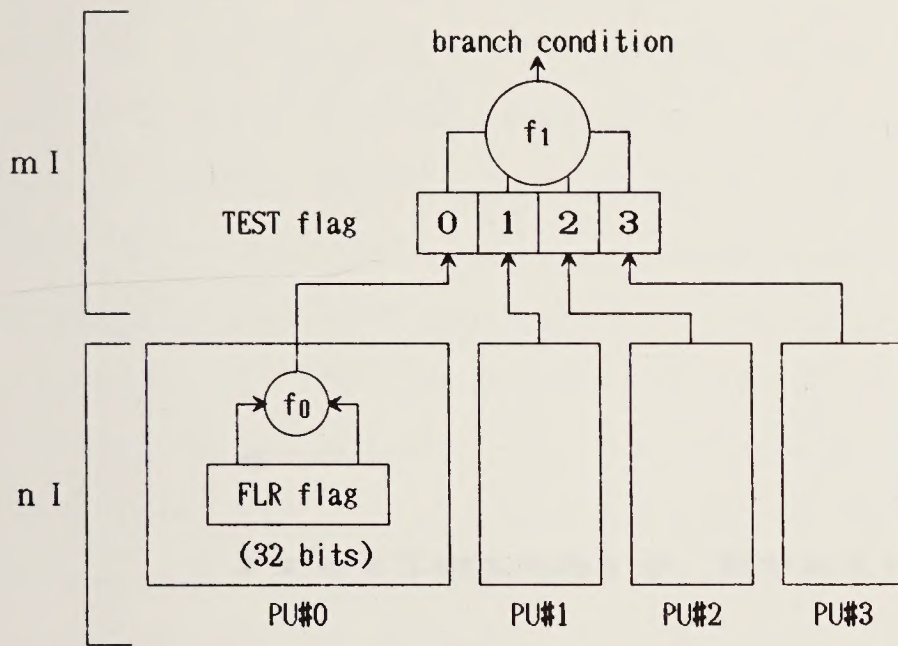 branch condition
f1
m I
TEST flag
0 1 2 3
f0
FLR flag
n I
(32 bits)
PU#0 PU#1 PU#2 PU#3